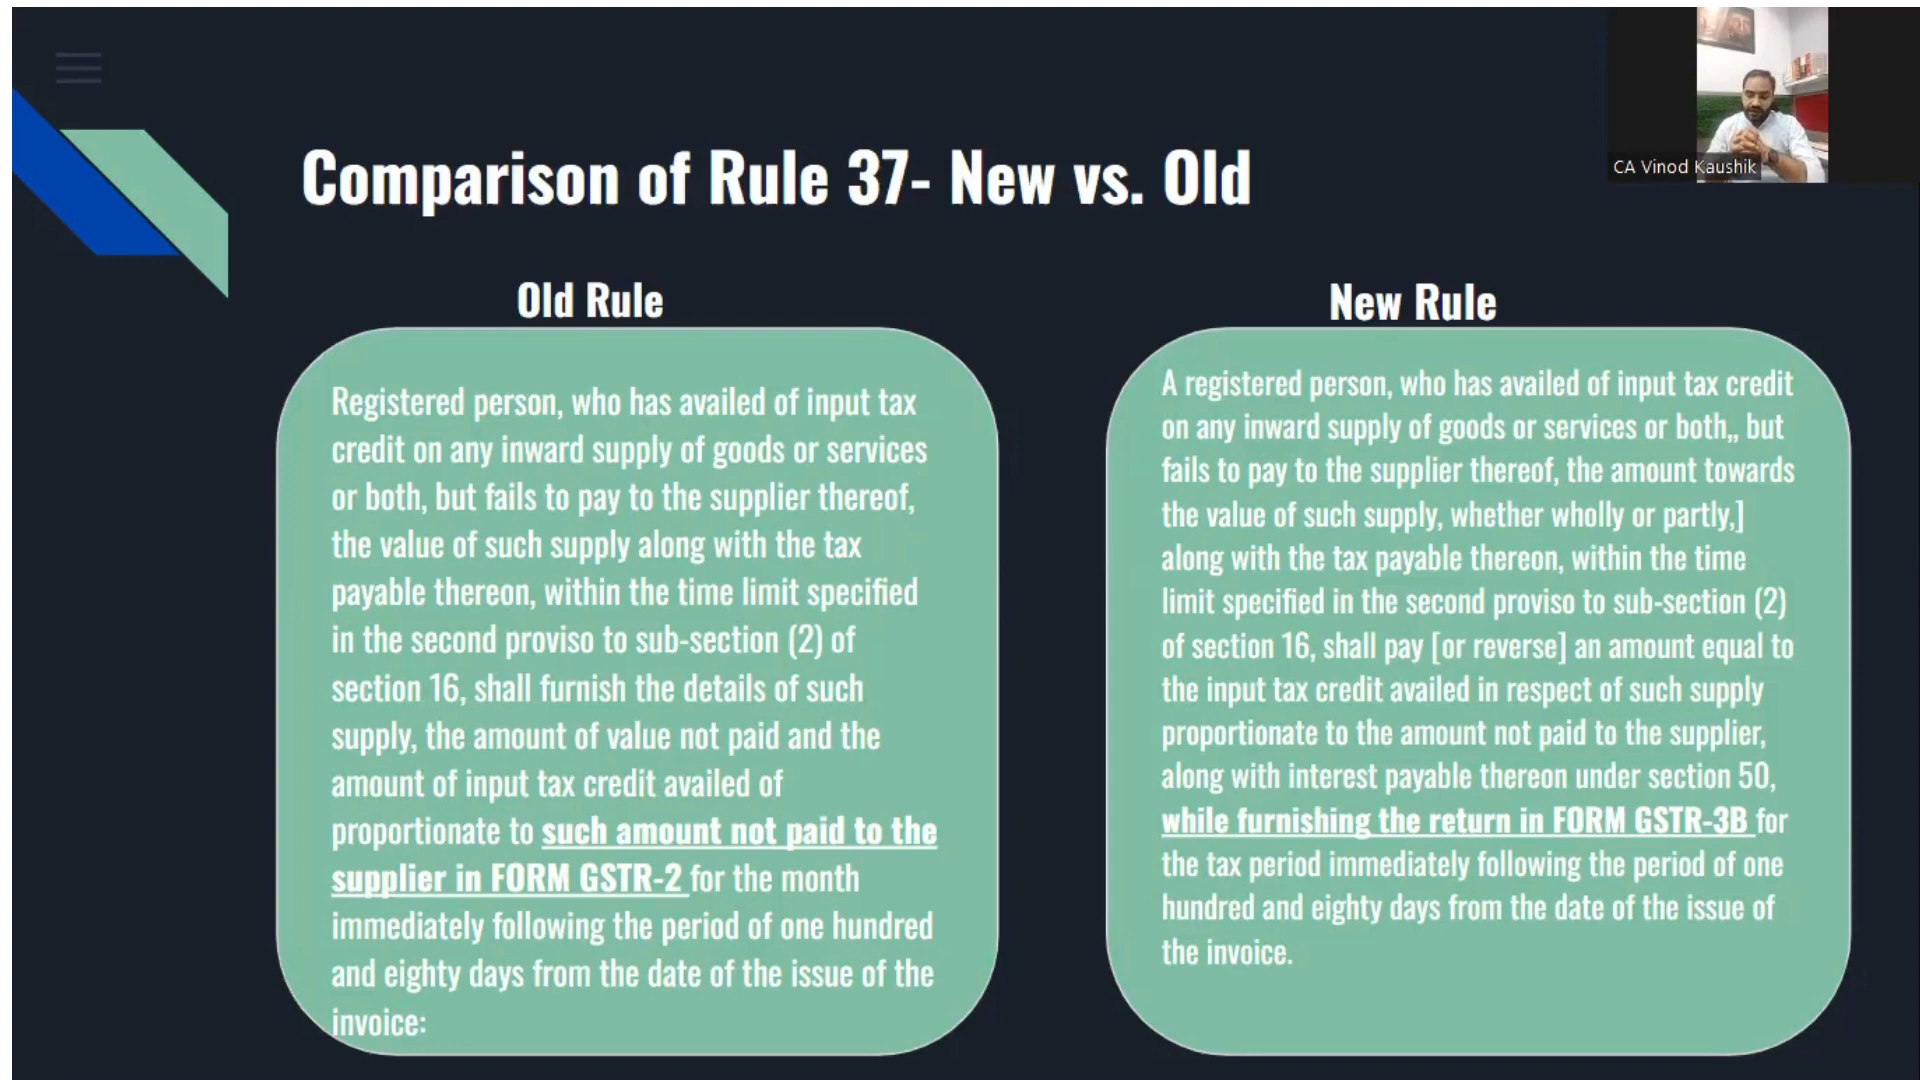 CA Vinod Kaushik
Comparison of Rule 37- New vs. Old
Old Rule
Registered person, who has availed of input tax
credit on any inward supply of goods or services
or both, but fails to pay to the supplier thereof,
the value of such supply along with the tax
payable thereon, within the time limit specified
in the second proviso to sub-section (2) of
section 16, shall furnish the details of such
supply, the amount of value not paid and the
amount of input tax credit availed of
proportionate to such amount not paid to the
supplier in FORM GSTR-2 for the month
immediately following the period of one hundred
and eighty days from the date of the issue of the
invoice:
New Rule
A registered person, who has availed of input tax credit
on any inward supply of goods or services or both,, but
fails to pay to the supplier thereof, the amount towards
the value of such supply, whether wholly or partly,]
along with the tax payable thereon, within the time
limit specified in the second proviso to sub-section (2)
of section 16, shall pay [or reverse] an amount equal to
the input tax credit availed in respect of such supply
proportionate to the amount not paid to the supplier,
along with interest payable thereon under section 50,
while furnishing the return in FORM GSTR-3B for
the tax period immediately following the period of one
hundred and eighty days from the date of the issue of
the invoice.